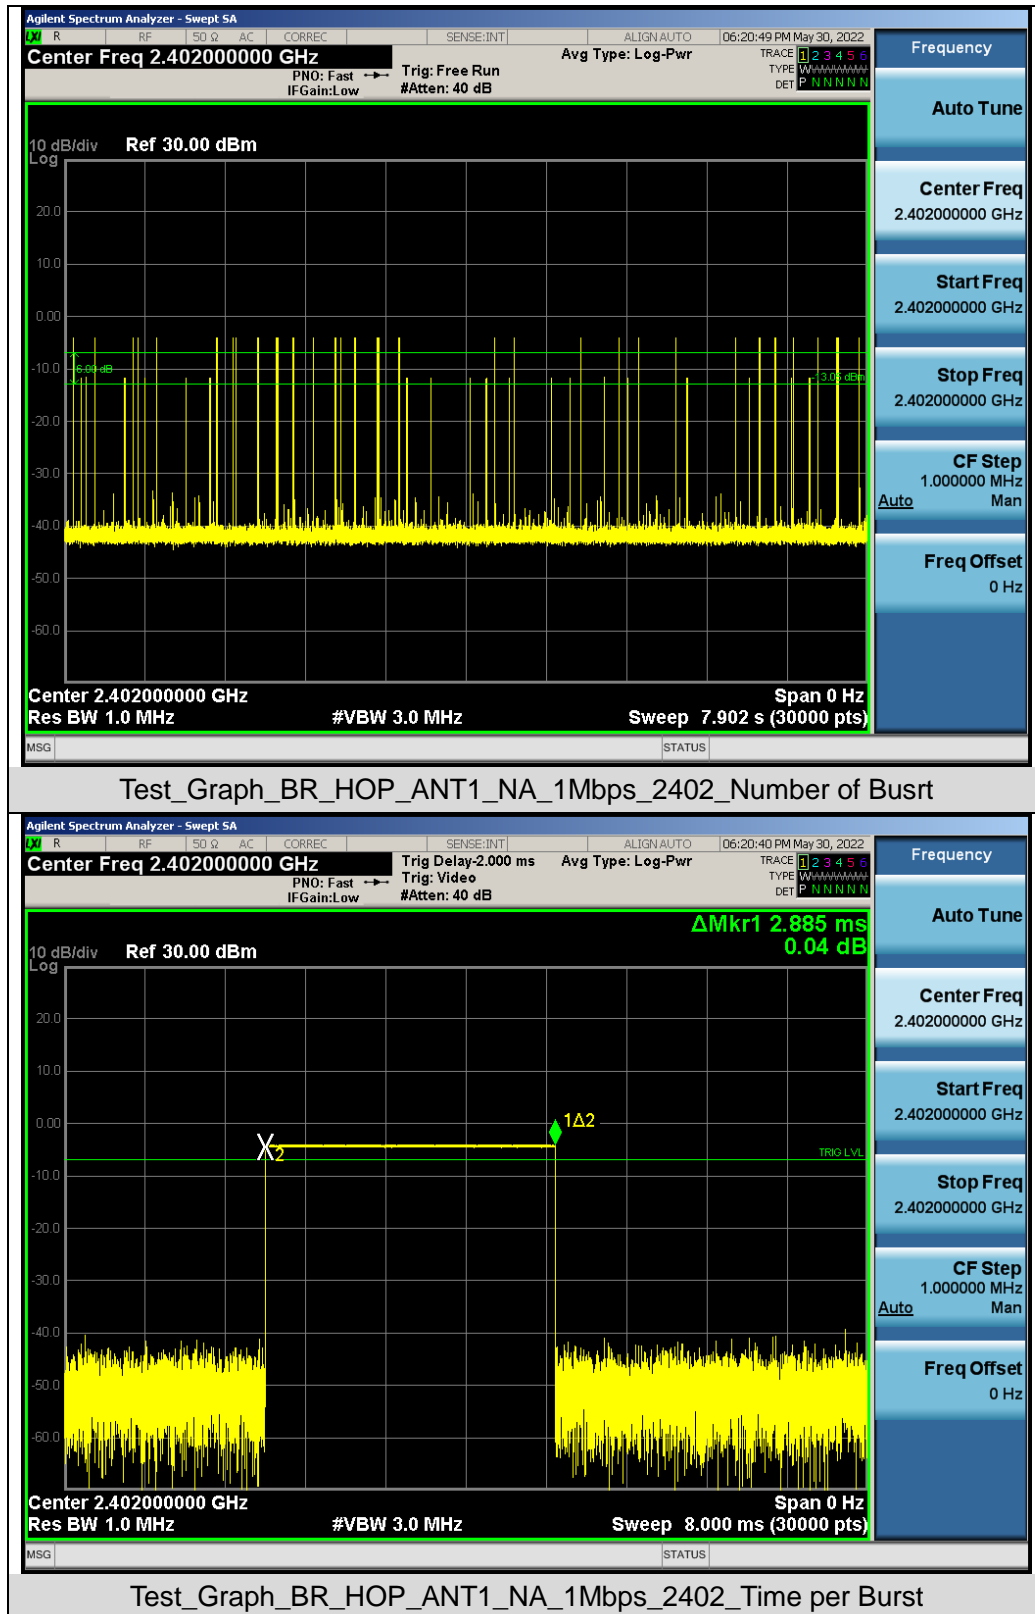 Agilent Spectrum Analyzer - Swept SA
LXI R RF 50 Ω AC CORREC SENSE:INT ALIGN AUTO 06:20:49 PM May 30, 2022
Center Freq 2.402000000 GHz Avg Type: Log-Pwr TRACE 1 2 3 4 5 6
PNO: Fast Trig: Free Run TYPE W
IFGain:Low #Atten: 40 dB DET P N N N N N
Frequency
Auto Tune
10 dB/div Ref 30.00 dBm
Log
20.0
10.0
0.00
-10.0
6.00 dB
-13.05 dBm
-20.0
-30.0
-40.0
-50.0
-60.0
Center Freq
2.402000000 GHz
Start Freq
2.402000000 GHz
Stop Freq
2.402000000 GHz
CF Step
1.000000 MHz
Auto Man
Freq Offset
0 Hz
Center 2.402000000 GHz Span 0 Hz
Res BW 1.0 MHz #VBW 3.0 MHz Sweep 7.902 s (30000 pts)
MSG STATUS
Test_Graph_BR_HOP_ANT1_NA_1Mbps_2402_Number of Busrt
Agilent Spectrum Analyzer - Swept SA
LXI R RF 50 Ω AC CORREC SENSE:INT ALIGN AUTO 06:20:40 PM May 30, 2022
Center Freq 2.402000000 GHz Trig Delay-2.000 ms Avg Type: Log-Pwr TRACE 1 2 3 4 5 6
PNO: Fast Trig: Video TYPE W
IFGain:Low #Atten: 40 dB DET P N N N N N
Frequency
Auto Tune
ΔMkr1 2.885 ms
0.04 dB
10 dB/div Ref 30.00 dBm
Log
20.0
10.0
0.00
1Δ2
2
TRIG LVL
-10.0
-20.0
-30.0
-40.0
-50.0
-60.0
Center Freq
2.402000000 GHz
Start Freq
2.402000000 GHz
Stop Freq
2.402000000 GHz
CF Step
1.000000 MHz
Auto Man
Freq Offset
0 Hz
Center 2.402000000 GHz Span 0 Hz
Res BW 1.0 MHz #VBW 3.0 MHz Sweep 8.000 ms (30000 pts)
MSG STATUS
Test_Graph_BR_HOP_ANT1_NA_1Mbps_2402_Time per Burst